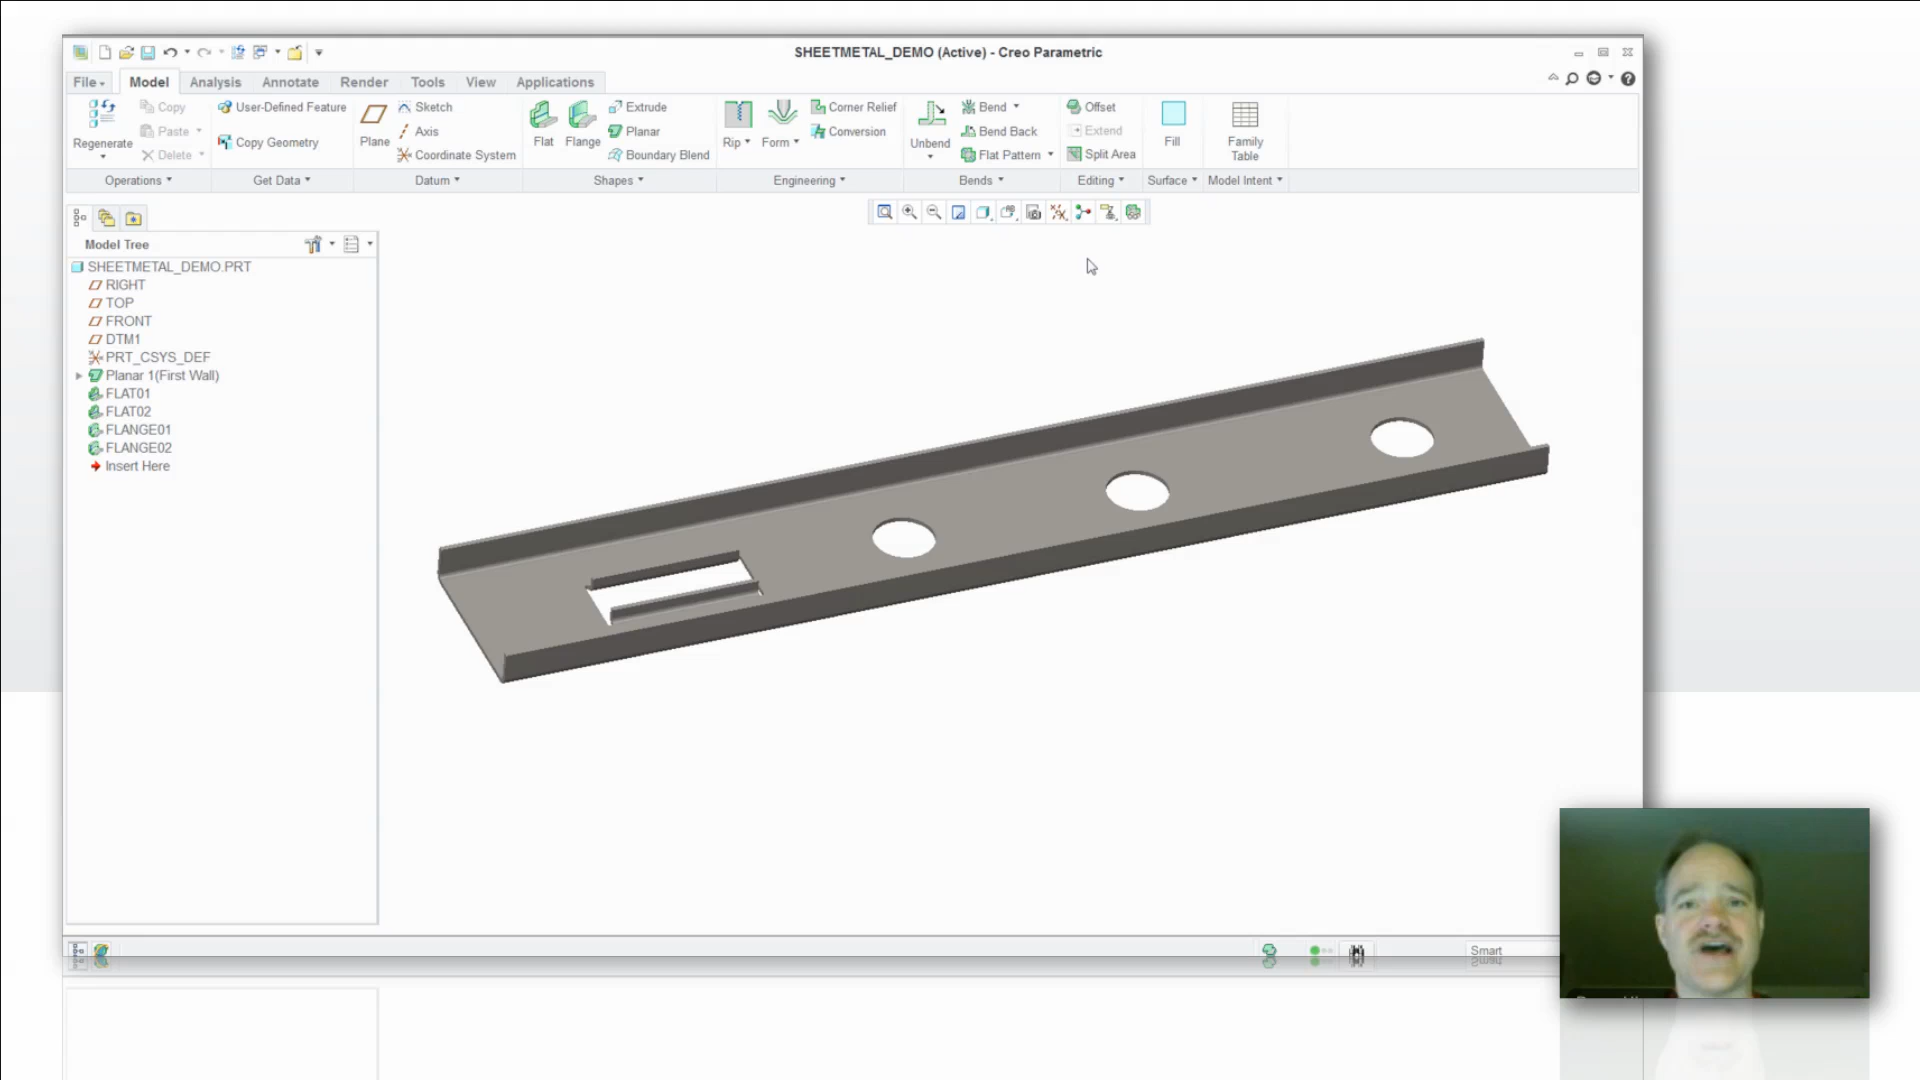 SHEETMETAL_DEMO (Active) - Creo Parametric
File Model Analysis Annotate Render Tools View Applications
Regenerate
Copy
Paste
Delete
User-Defined Feature
Copy Geometry
Plane
Sketch
Axis
Coordinate System
Flat
Flange
Extrude
Planar
Boundary Blend
Rip
Form
Corner Relief
Conversion
Unbend
Bend
Bend Back
Flat Pattern
Offset
Extend
Split Area
Fill
Family
Table
Operations Get Data Datum Shapes Engineering Bends Editing Surface Model Intent
Model Tree
SHEETMETAL_DEMO.PRT
RIGHT
TOP
FRONT
DTM1
PRT_CSYS_DEF
Planar 1(First Wall)
FLAT01
FLAT02
FLANGE01
FLANGE02
Insert Here
Smart